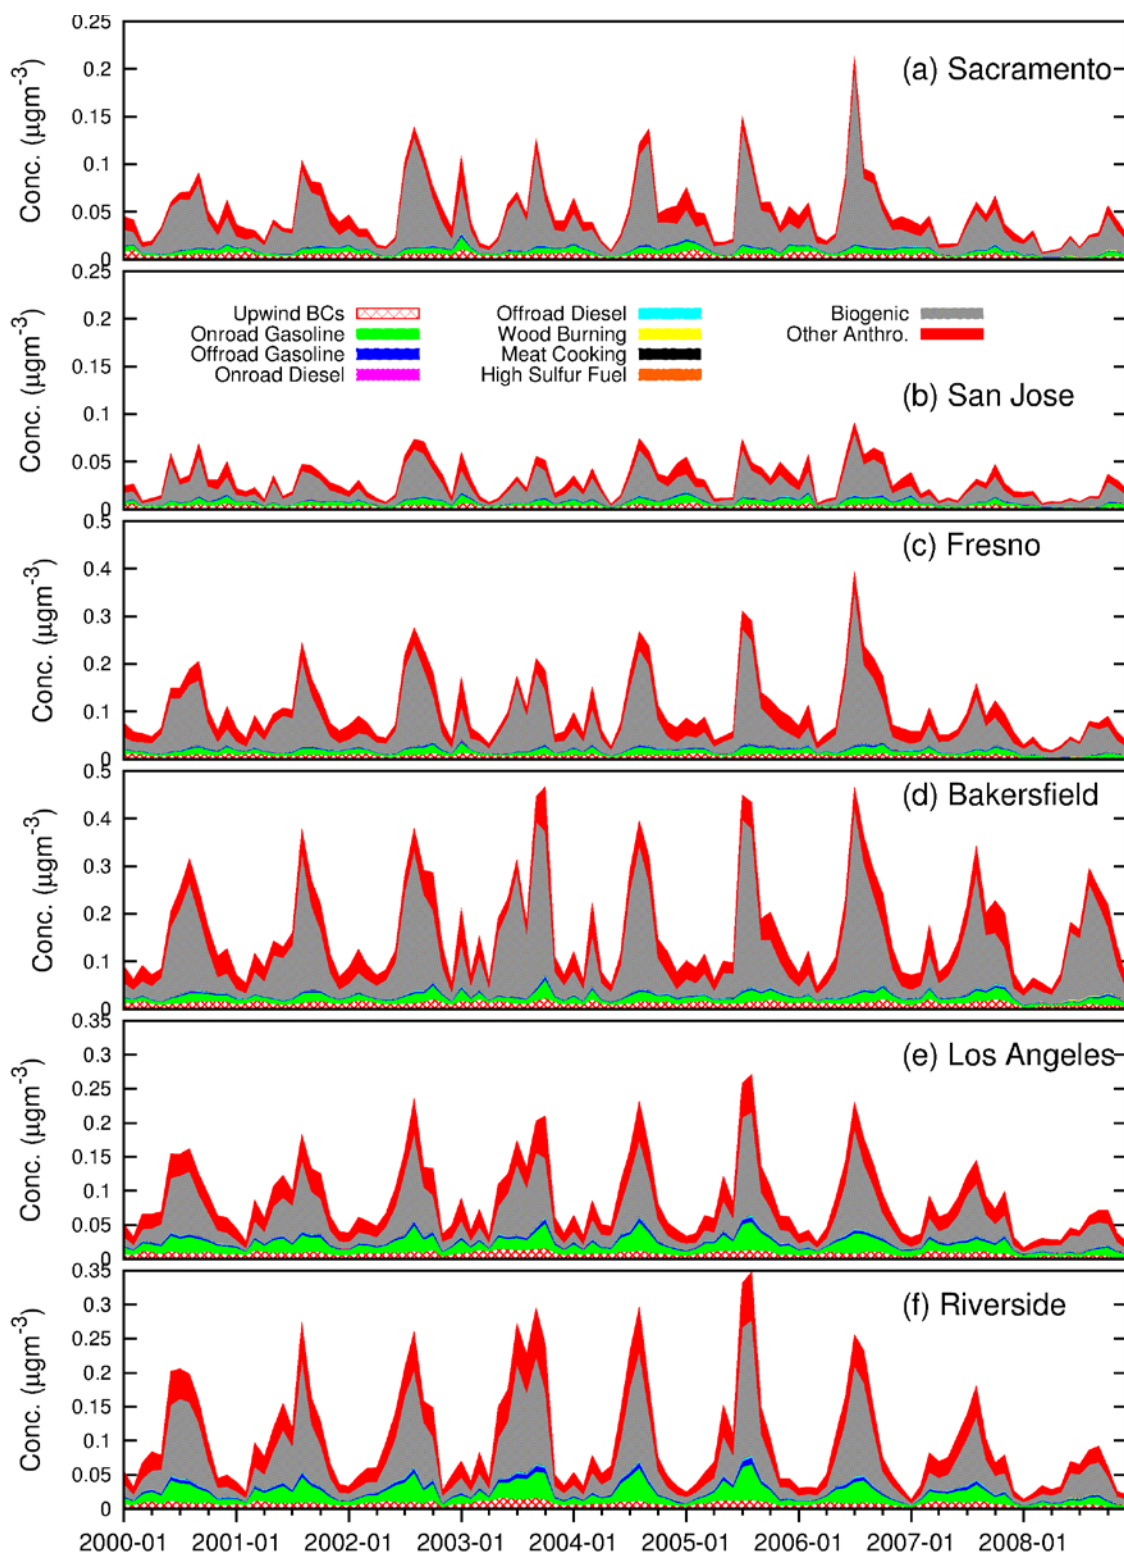 0.25
0.2
0.15
0.1
0.05
0
Conc. (µgm-3)
(a) Sacramento
0.25
0.2
0.15
0.1
0.05
0
Conc. (µgm-3)
Upwind BCs
Onroad Gasoline
Offroad Gasoline
Onroad Diesel
Offroad Diesel
Wood Burning
Meat Cooking
High Sulfur Fuel
Biogenic
Other Anthro.
(b) San Jose
0.5
0.4
0.3
0.2
0.1
0
Conc. (µgm-3)
(c) Fresno
0.5
0.4
0.3
0.2
0.1
0
Conc. (µgm-3)
(d) Bakersfield
0.35
0.3
0.25
0.2
0.15
0.1
0.05
0
Conc. (µgm-3)
(e) Los Angeles
0.35
0.3
0.25
0.2
0.15
0.1
0.05
0
Conc. (µgm-3)
(f) Riverside
2000-01 2001-01 2002-01 2003-01 2004-01 2005-01 2006-01 2007-01 2008-01